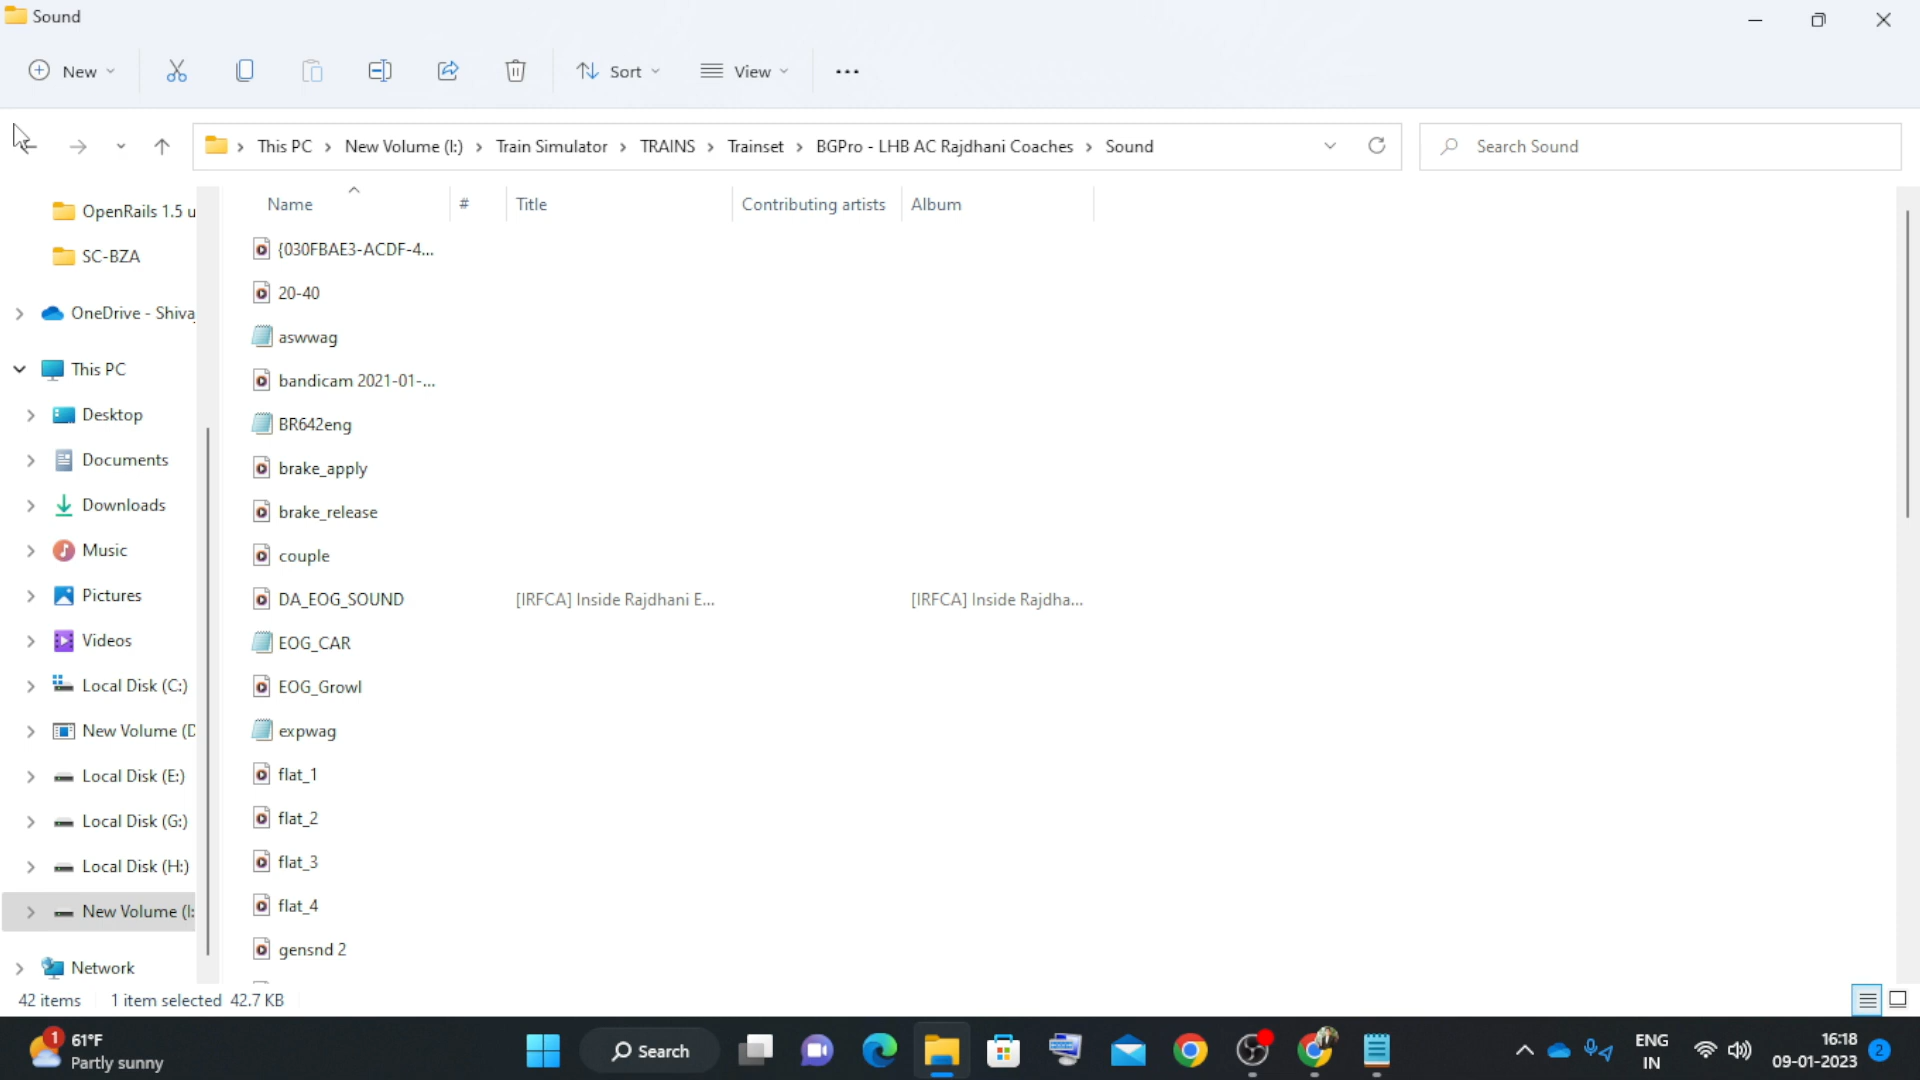 Sound
New
Sort
View
This PC
New Volume (I:)
Train Simulator
TRAINS
Trainset
BGPro - LHB AC Rajdhani Coaches
Sound
Search Sound
OpenRails 1.5 u
SC-BZA
OneDrive - Shiva
This PC
Desktop
Documents
Downloads
Music
Pictures
Videos
Local Disk (C:)
New Volume (D
Local Disk (E:)
Local Disk (G:)
Local Disk (H:)
New Volume (I:
Network
Name # Title Contributing artists Album
{030FBAE3-ACDF-4...
20-40
aswwag
bandicam 2021-01-...
BR642eng
brake_apply
brake_release
couple
DA_EOG_SOUND [IRFCA] Inside Rajdhani E... [IRFCA] Inside Rajdha...
EOG_CAR
EOG_Growl
expwag
flat_1
flat_2
flat_3
flat_4
gensnd 2
42 items 1 item selected 42.7 KB
1
61°F
Partly sunny
Search
ENG
IN
16:18
09-01-2023
2